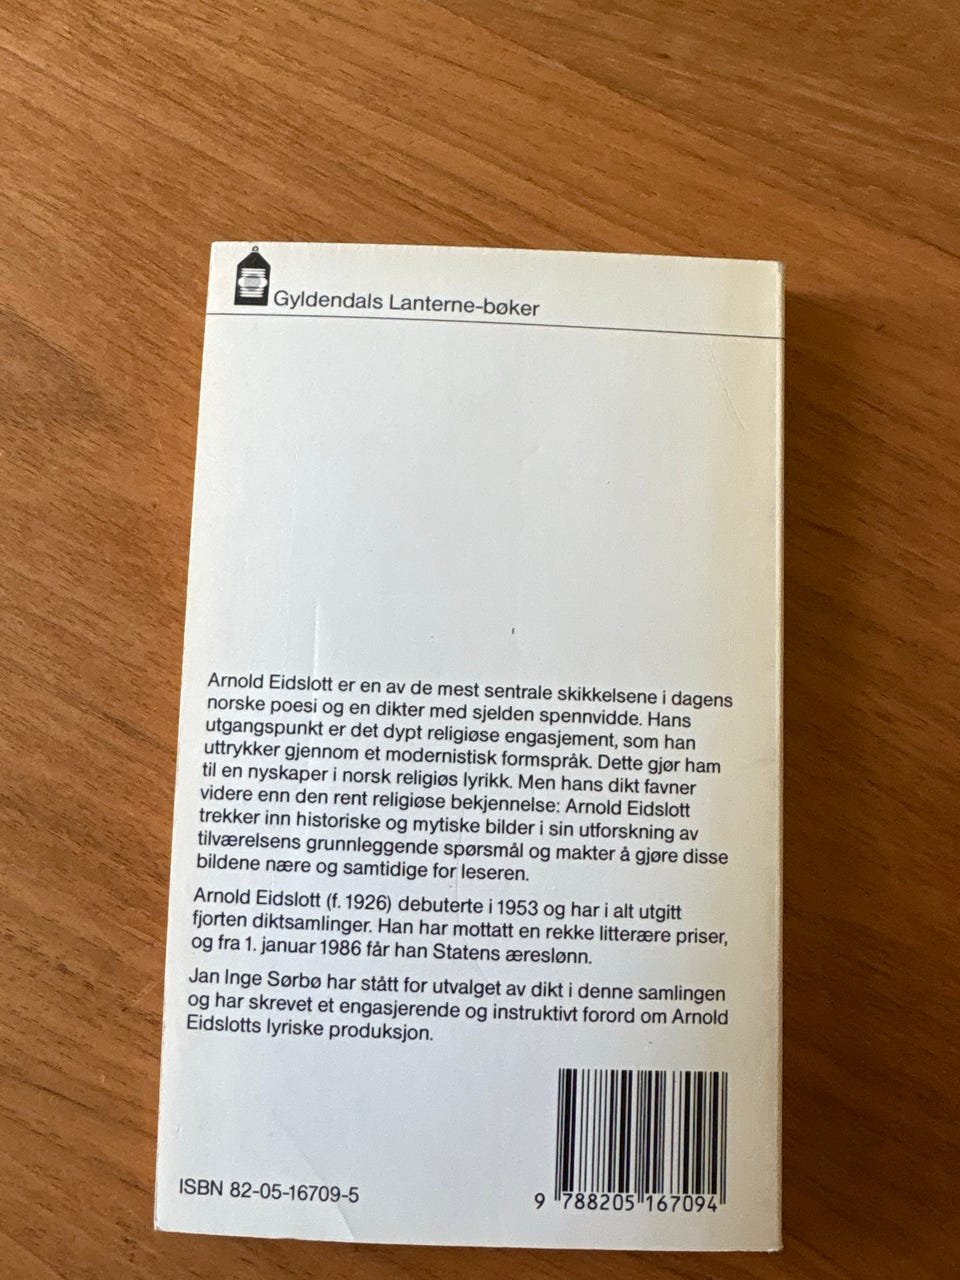 Gyldendals Lanterne-bøker
Arnold Eidslott er en av de mest sentrale skikkelsene i dagens
norske poesi og en dikter med sjelden spennvidde. Hans
utgangspunkt er det dypt religiøse engasjement, som han
uttrykker gjennom et modernistisk formspråk. Dette gjør ham
til en nyskaper i norsk religiøs lyrikk. Men hans dikt favner
videre enn den rent religiøse bekjennelse: Arnold Eidslott
trekker inn historiske og mytiske bilder i sin utforskning av
tilværelsens grunnleggende spørsmål og makter å gjøre disse
bildene nære og samtidige for leseren.
Arnold Eidslott (f. 1926) debuterte i 1953 og har i alt utgitt
fjorten diktsamlinger. Han har mottatt en rekke litterære priser,
og fra 1. januar 1986 får han Statens æreslønn.
Jan Inge Sørbø har stått for utvalget av dikt i denne samlingen
og har skrevet et engasjerende og instruktivt forord om Arnold
Eidslotts lyriske produksjon.
ISBN 82-05-16709-5
9 788205 167094